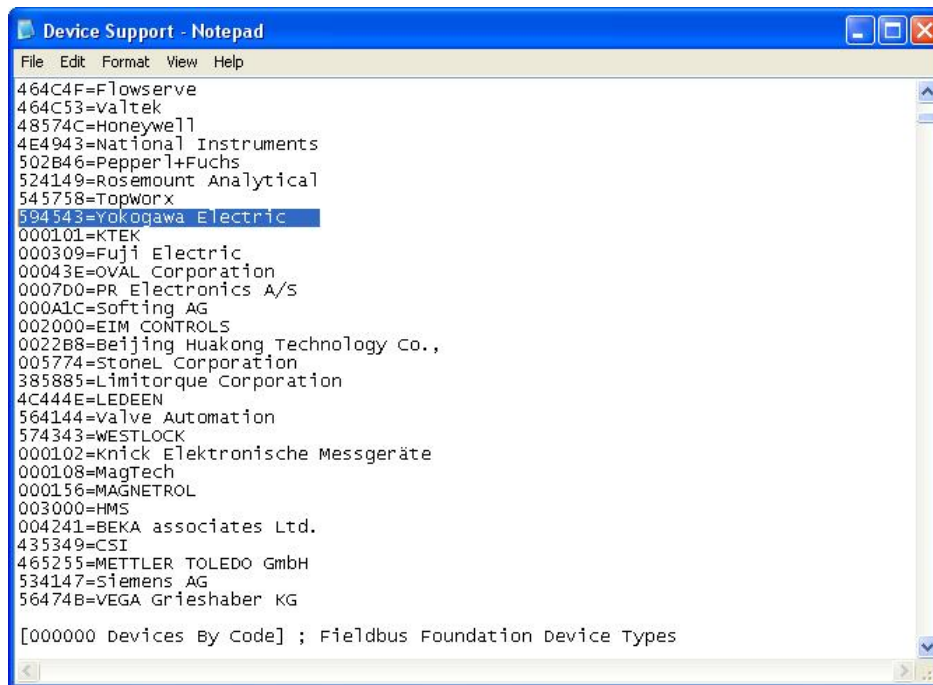 Device Support - Notepad
File Edit Format View Help
464C4F=Flowserve
464C53=Valtek
48574C=Honeywell
4E4943=National Instruments
502B46=Pepperl+Fuchs
524149=Rosemount Analytical
545758=TopWorx
594543=Yokogawa Electric
000101=KTEK
000309=Fuji Electric
00043E=OVAL Corporation
0007D0=PR Electronics A/S
000A1C=Softing AG
002000=EIM CONTROLS
0022B8=Beijing Huakong Technology Co.,
005774=StoneL Corporation
385885=Limitorque Corporation
4C444E=LEDEEN
564144=Valve Automation
574343=WESTLOCK
000102=Knick Elektronische Messgeräte
000108=MagTech
000156=MAGNETROL
003000=HMS
004241=BEKA associates Ltd.
435349=CSI
465255=METTLER TOLEDO GmbH
534147=Siemens AG
56474B=VEGA Grieshaber KG
[000000 Devices By Code] ; Fieldbus Foundation Device Types